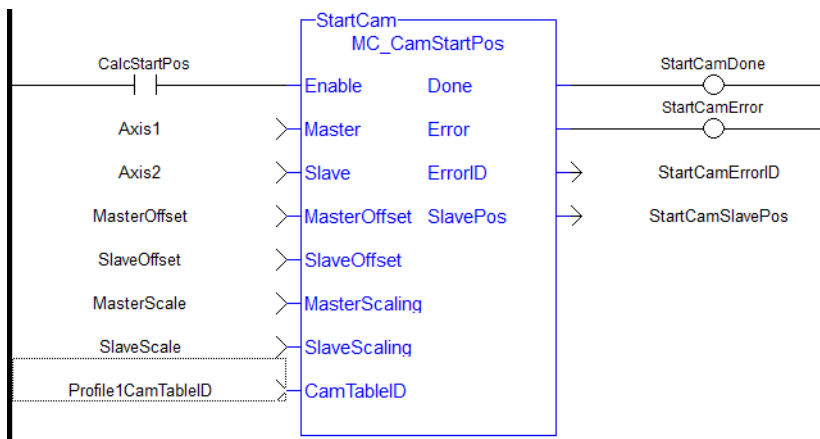 StartCam
MC_CamStartPos
CalcStartPos
StartCamDone
Enable Done
StartCamError
Axis1
Master Error
Axis2
Slave ErrorID
StartCamErrorID
MasterOffset
MasterOffset SlavePos
StartCamSlavePos
SlaveOffset
SlaveOffset
MasterScale
MasterScaling
SlaveScale
SlaveScaling
Profile1CamTableID
CamTableID